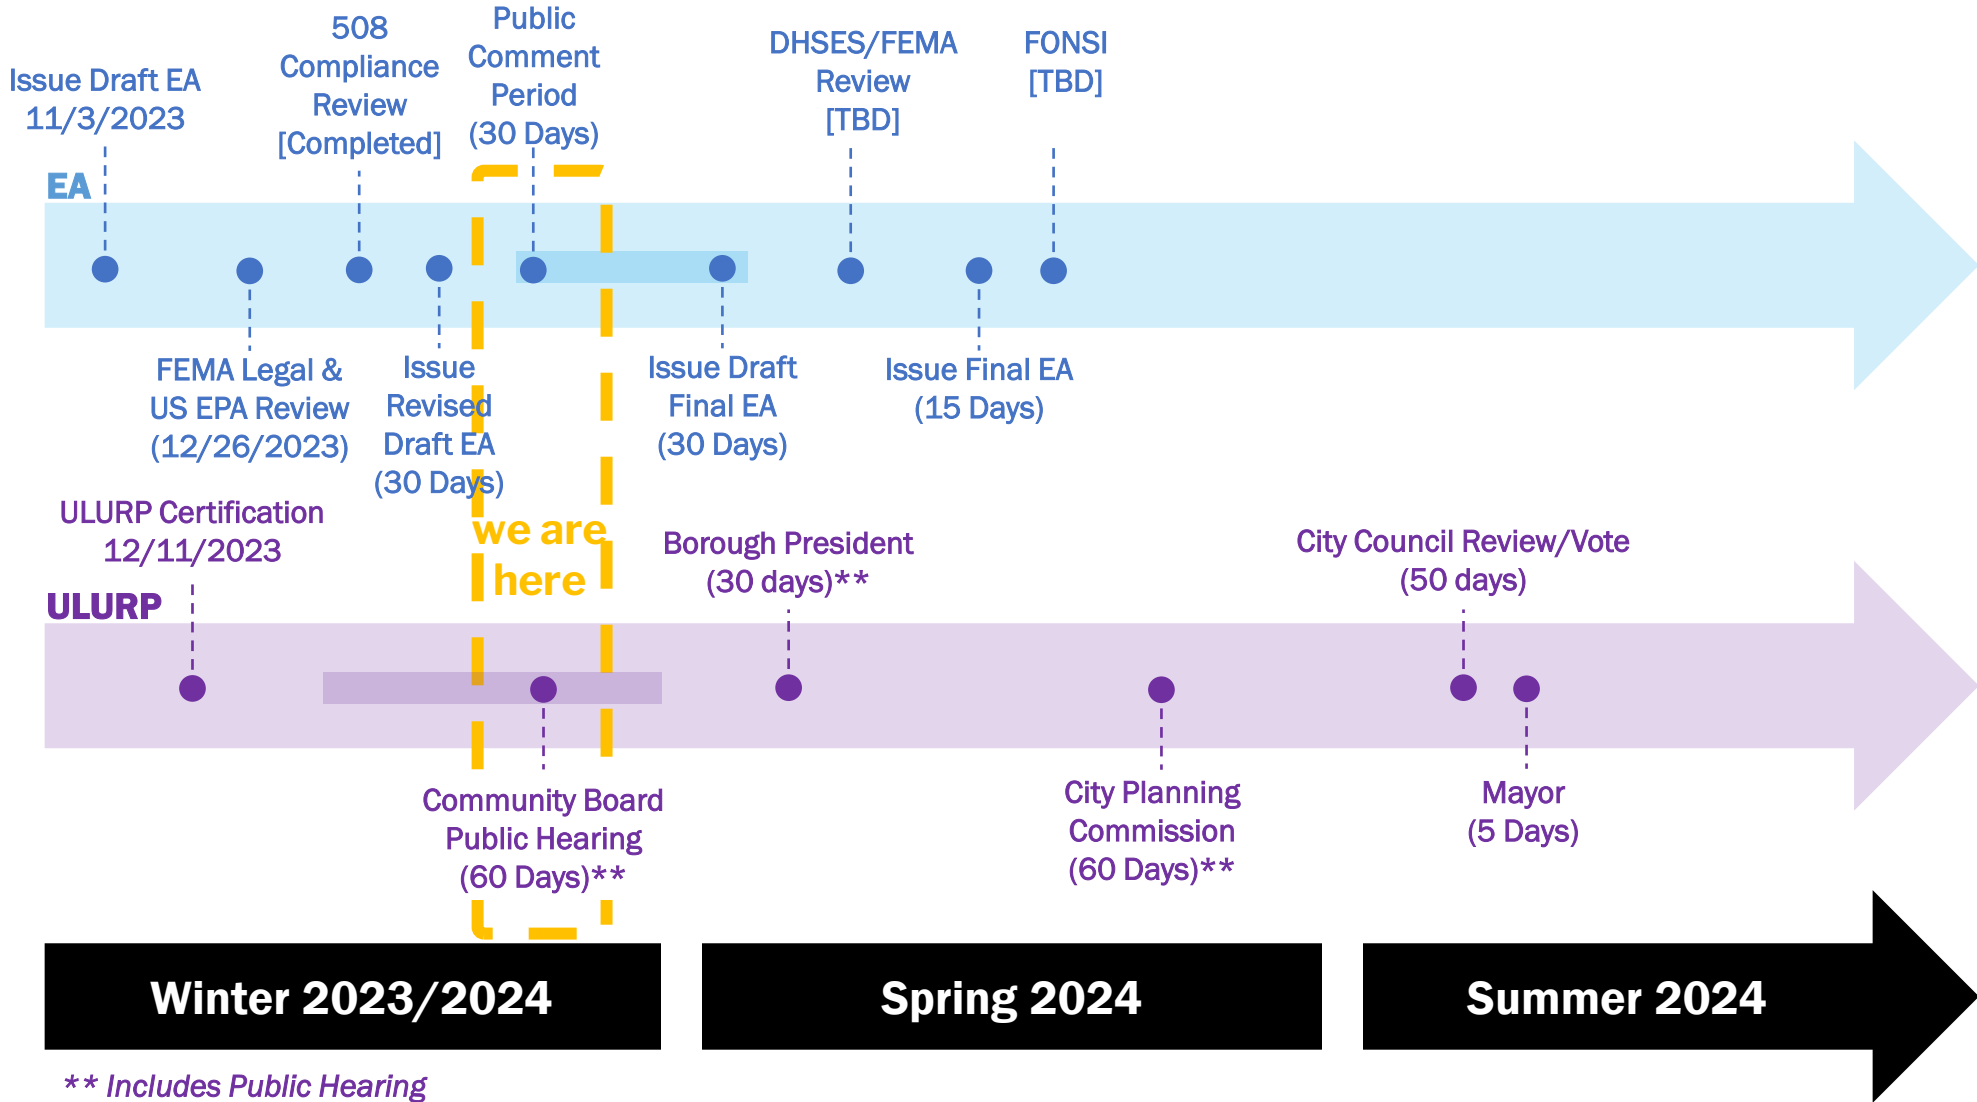 Issue Draft EA
11/3/2023
508
Compliance
Review
[Completed]
Public
Comment
Period
(30 Days)
DHSES/FEMA
Review
[TBD]
FONSI
[TBD]
EA
FEMA Legal &
US EPA Review
(12/26/2023)
Issue
Revised
Draft EA
(30 Days)
Issue Draft
Final EA
(30 Days)
Issue Final EA
(15 Days)
we are
here
ULURP Certification
12/11/2023
Borough President
(30 days)**
City Council Review/Vote
(50 days)
ULURP
Community Board
Public Hearing
(60 Days)**
City Planning
Commission
(60 Days)**
Mayor
(5 Days)
Winter 2023/2024
Spring 2024
Summer 2024
** Includes Public Hearing